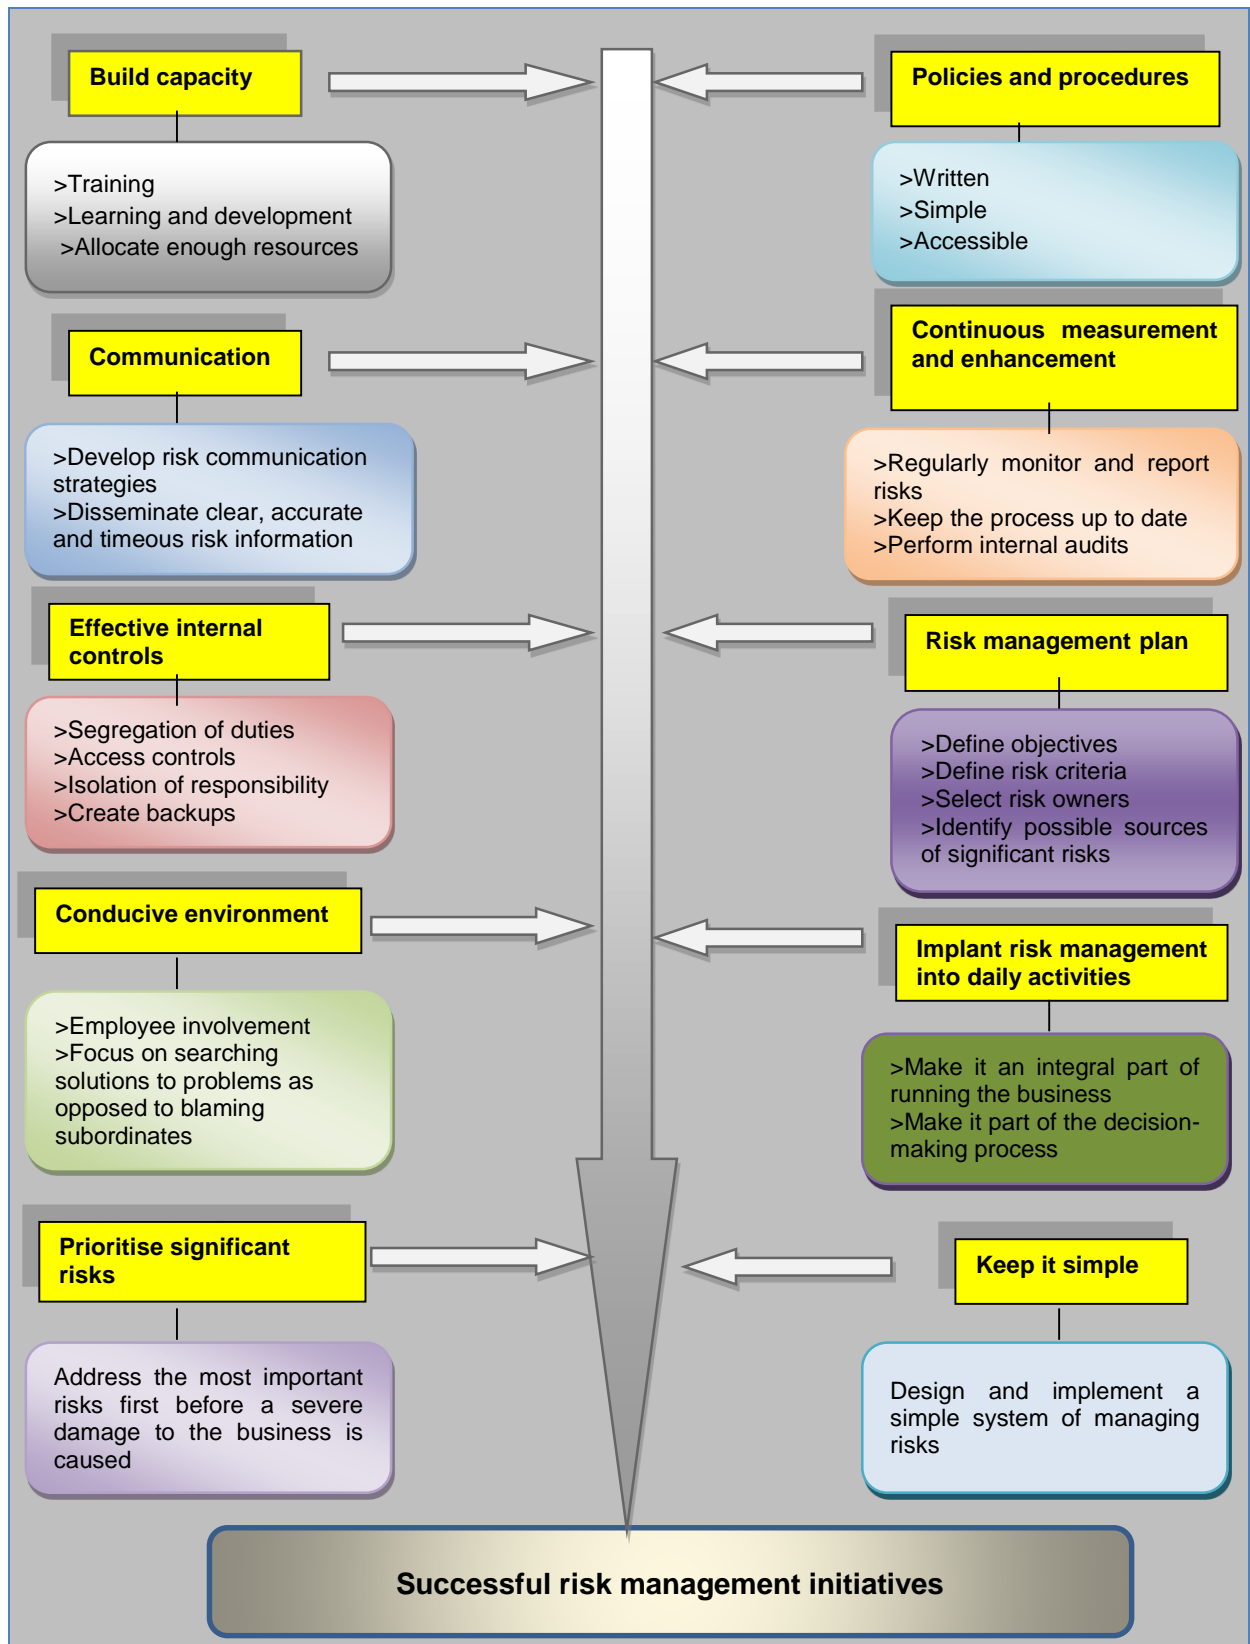 Build capacity
>Training
>Learning and development
>Allocate enough resources
Communication
>Develop risk communication
strategies
>Disseminate clear, accurate
and timeous risk information
Effective internal
controls
>Segregation of duties
>Access controls
>Isolation of responsibility
>Create backups
Conducive environment
>Employee involvement
>Focus on searching
solutions to problems as
opposed to blaming
subordinates
Prioritise significant
risks
Address the most important
risks first before a severe
damage to the business is
caused
Policies and procedures
>Written
>Simple
>Accessible
Continuous measurement
and enhancement
>Regularly monitor and report
risks
>Keep the process up to date
>Perform internal audits
Risk management plan
>Define objectives
>Define risk criteria
>Select risk owners
>Identify possible sources
of significant risks
Implant risk management
into daily activities
>Make it an integral part of
running the business
>Make it part of the decision-
making process
Keep it simple
Design and implement a
simple system of managing
risks
Successful risk management initiatives